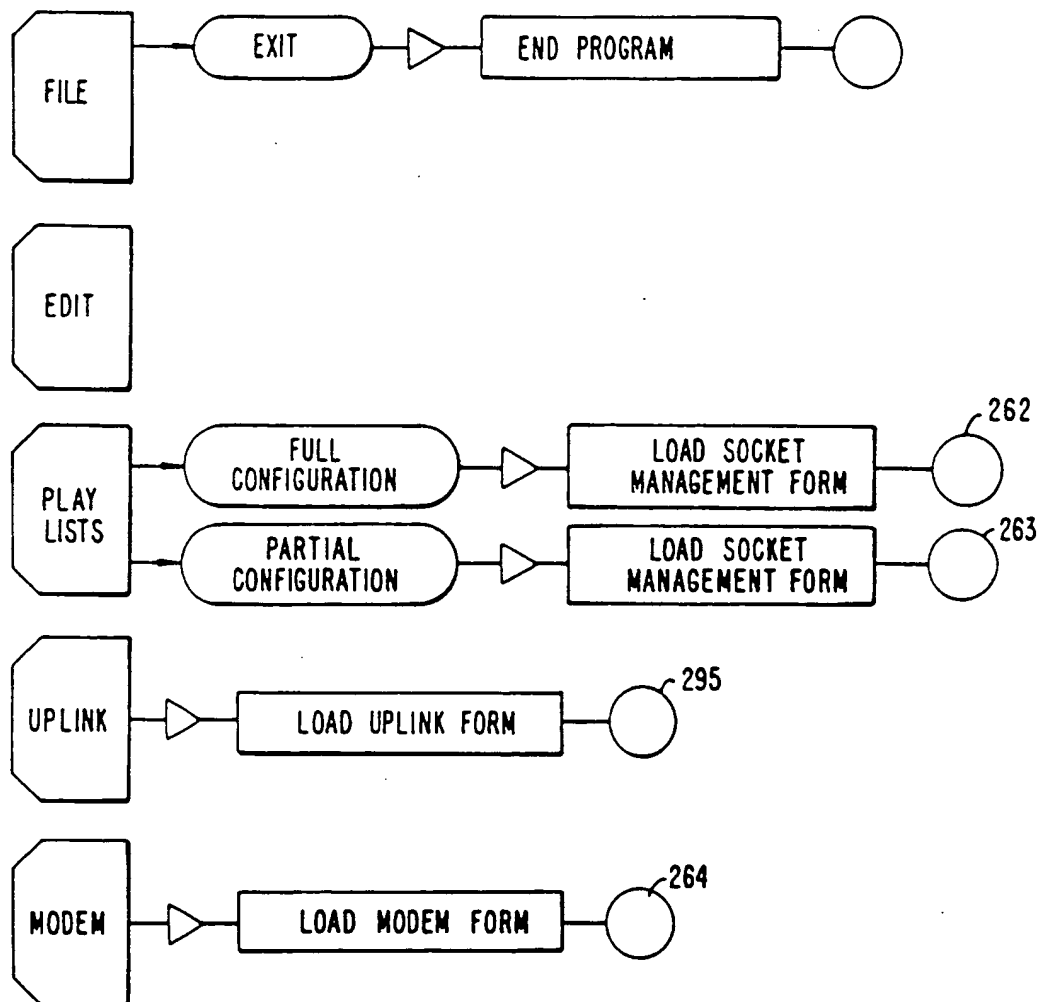 FILE
EXIT
END PROGRAM
EDIT
PLAY
LISTS
FULL
CONFIGURATION
LOAD SOCKET
MANAGEMENT FORM
262
PARTIAL
CONFIGURATION
LOAD SOCKET
MANAGEMENT FORM
263
UPLINK
LOAD UPLINK FORM
295
MODEM
LOAD MODEM FORM
264